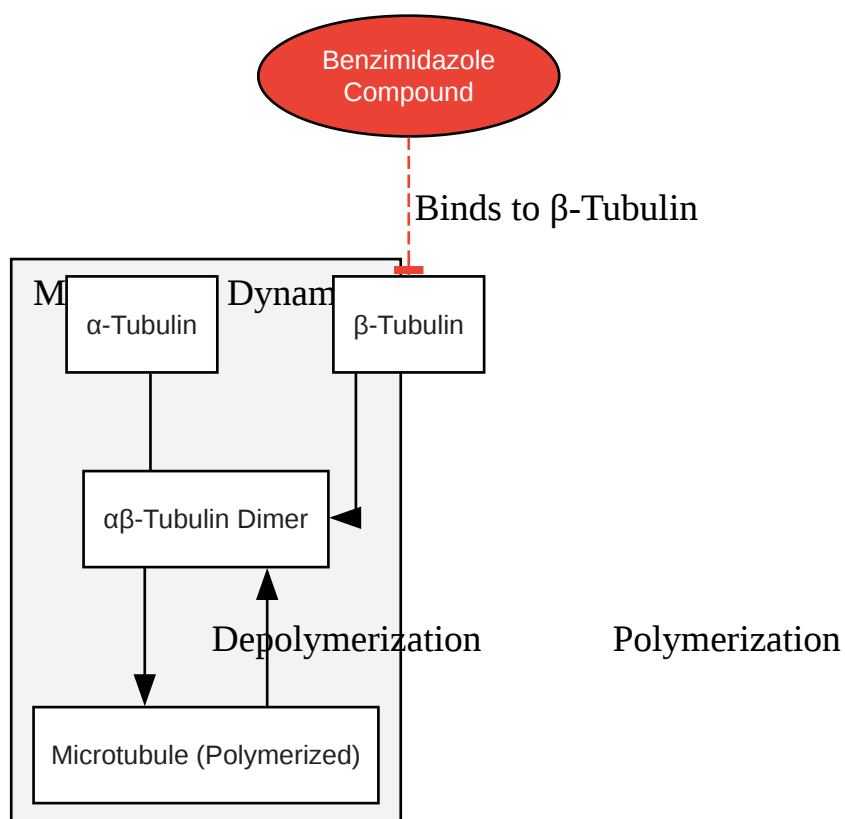 Benzimidazole
Compound
Binds to β-Tubulin
Dynam
α-Tubulin
β-Tubulin
αβ-Tubulin Dimer
Depolymerization
Polymerization
Microtubule (Polymerized)